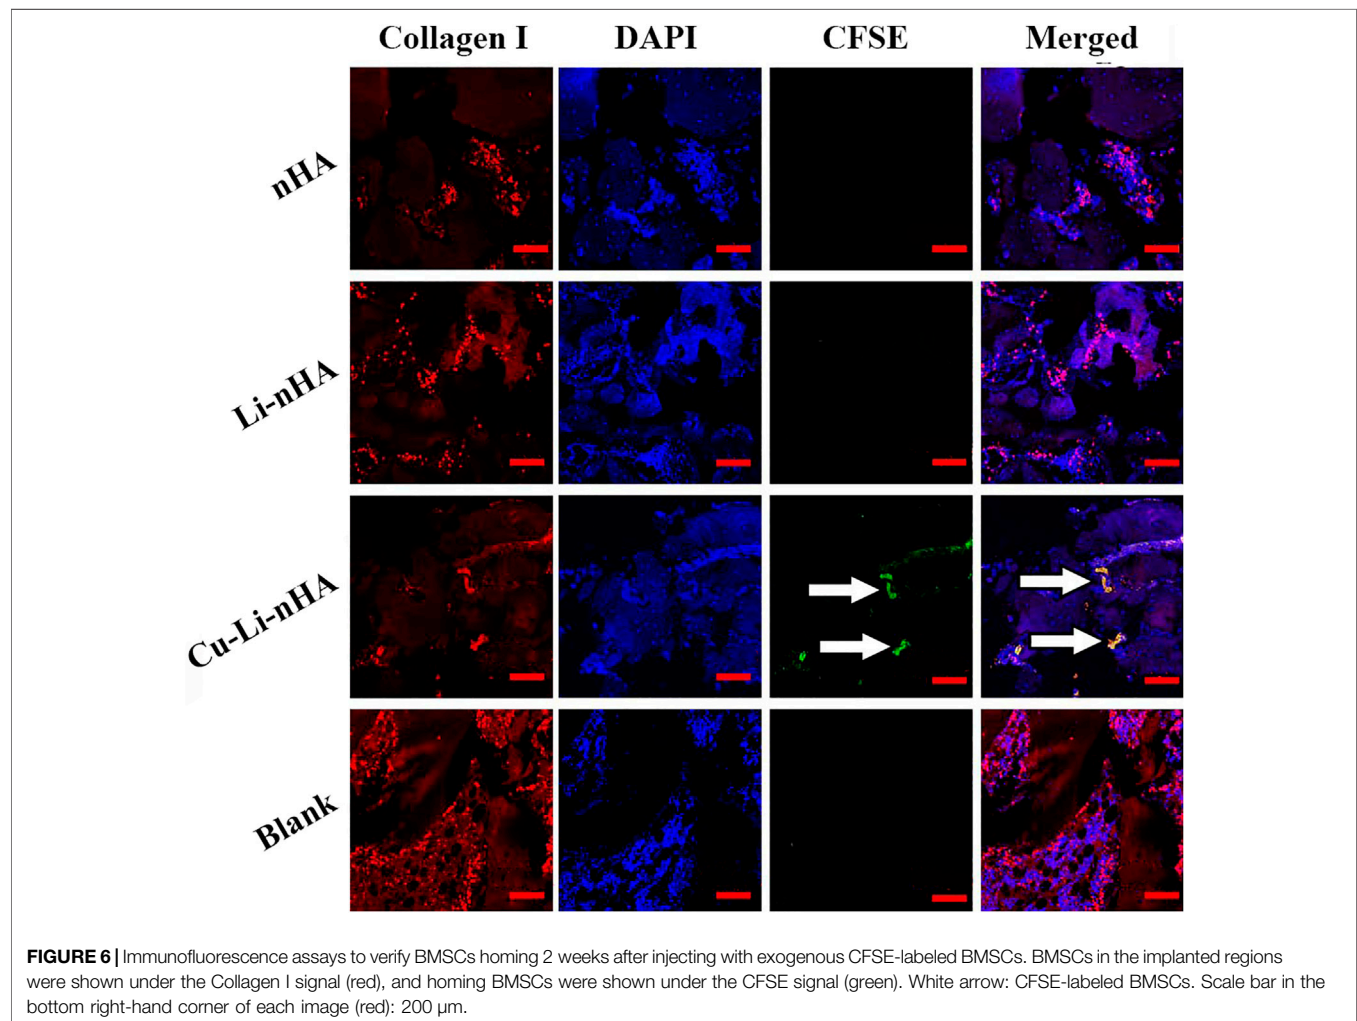 Collagen I DAPI CFSE Merged
nHA
Li-nHA
Cu-Li-nHA
Blank
FIGURE 6 | Immunofluorescence assays to verify BMSCs homing 2 weeks after injecting with exogenous CFSE-labeled BMSCs. BMSCs in the implanted regions
were shown under the Collagen I signal (red), and homing BMSCs were shown under the CFSE signal (green). White arrow: CFSE-labeled BMSCs. Scale bar in the
bottom right-hand corner of each image (red): 200 µm.